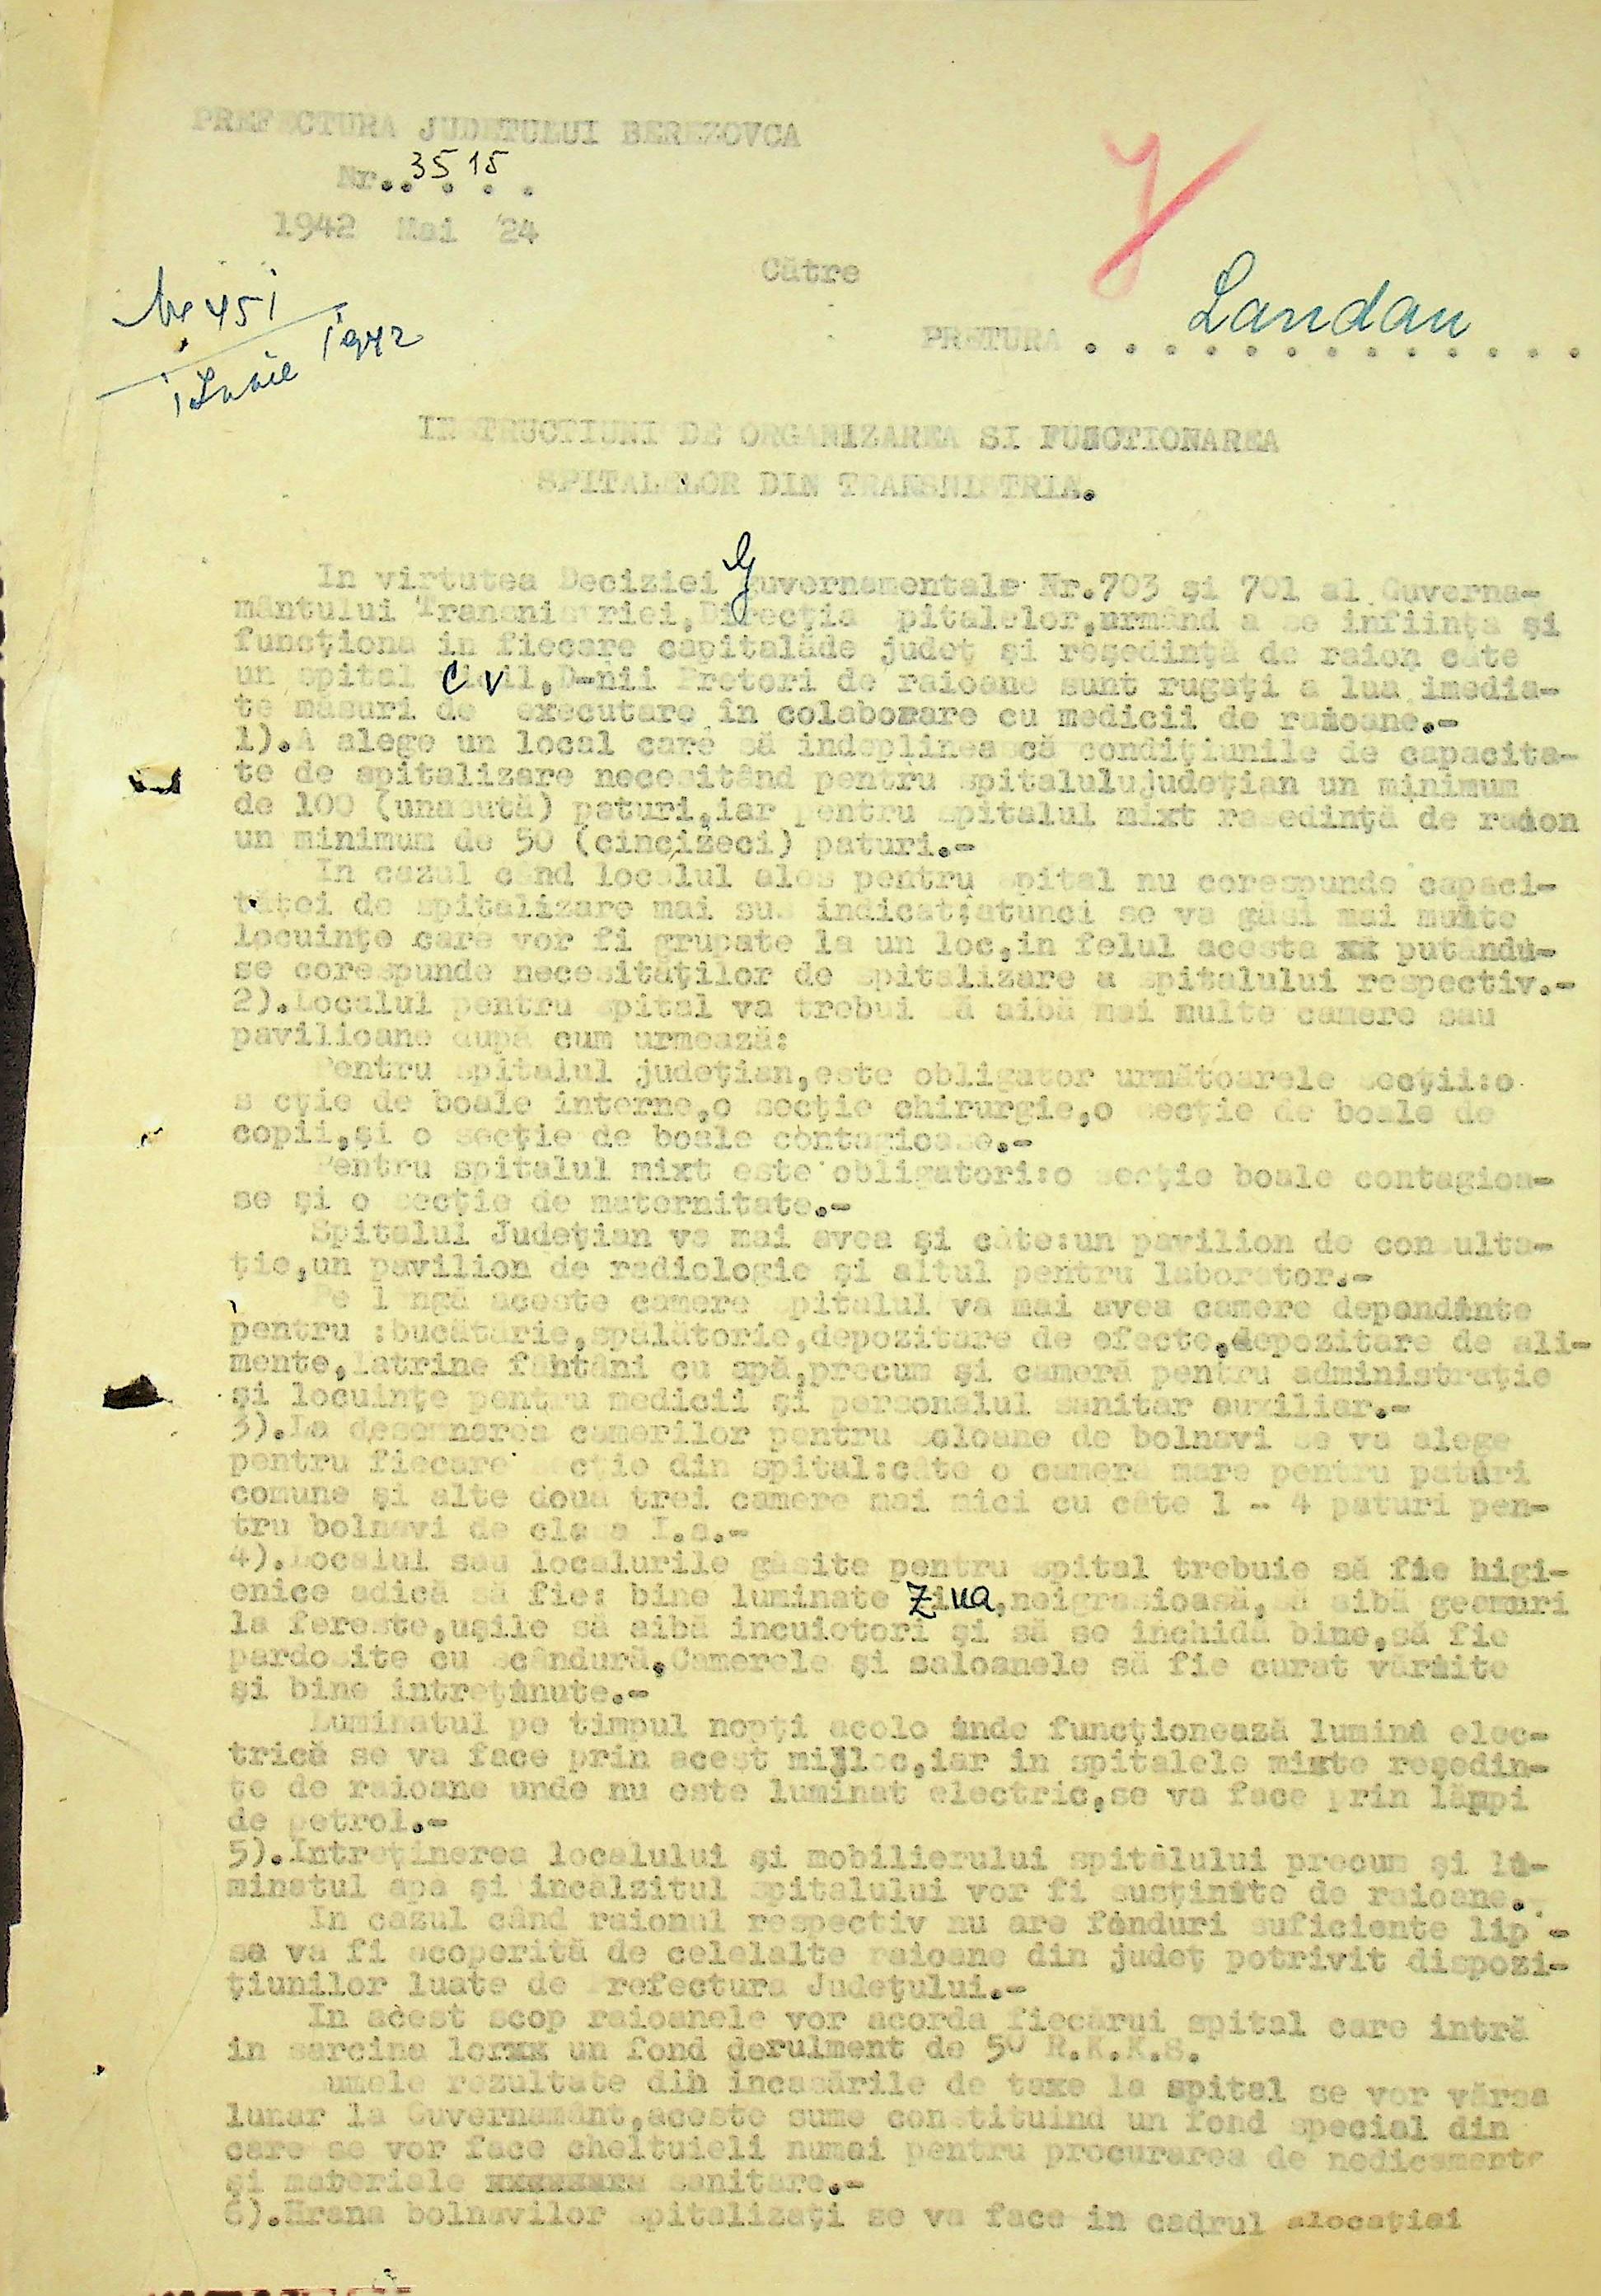 PREFECTURA JUDETULUI BEREZOVCA
Nr. 3515
1942 Mai 24
Nr 451
1 Iunie 1942
Către
PRETURA Landau
INSTRUCTIUNI DE ORGANIZAREA SI FUNCTIONAREA
SPITALELOR DIN TRANSNISTRIA.
In virtutea Deciziei Guvernamentale Nr.703 şi 701 al Guverna-
mântului Transnistriei,Direcţia Spitalelor,urmând a se infiinţa şi
funcţiona in fiecare capitalăde judeţ şi reşedinţă de raion câte
un spital civil,D-nii Pretori de raioane sunt rugaţi a lua imedia-
te măsuri de executare în colaborare cu medicii de raioane.-
1).A alege un local care să indeplinească condiţiunile de capacita-
te de spitalizare necesitând pentru spitalulujudeţian un minimum
de 100 (unasută) paturi,iar pentru spitalul mixt resedinţă de raion
un minimum de 50 (cincizeci) paturi.-
In cazul cand localul ales pentru spital nu corespunde capaci-
tăţei de spitalizare mai sus indicat;atunci se va găsi mai multe
locuinţe care vor fi grupate la un loc,in felul acesta xx putându-
se corespunde necesităţilor de spitalizare a spitalului respectiv.-
2).Localul pentru spital va trebui să aibă mai multe camere sau
pavilioane după cum urmează:
Pentru spitalul judeţian,este obligator următoarele secţii:o
secţie de boale interne,o secţie chirurgie,o secţie de boale de
copii,şi o secţie de boale contagioase.-
Pentru spitalul mixt este obligatori:o secţie boale contagioa-
se şi o secţie de maternitate.-
Spitalul Judeţian va mai avea şi câte:un pavilion de consulta-
ţie,un pavilion de radiologie şi altul pentru laborator.-
Pe lângă aceste camere spitalul va mai avea camere dependinte
pentru :bucătărie,spălătorie,depozitare de efecte,depozitare de ali-
mente,latrine fântâni cu apă,precum şi cameră pentru administraţie
şi locuinţe pentru medicii şi personalul sanitar auxiliar.-
3).La desemnarea camerilor pentru saloane de bolnavi se va alege
pentru fiecare secţie din spital:câte o camera mare pentru paturi
comune şi alte doua trei camere mai mici cu câte 1 - 4 paturi pen-
tru bolnavi de clasa I.a.-
4).Localul sau localurile găsite pentru spital trebuie să fie higi-
enice adică să fie: bine luminate ziua,neigrasioasă,să aibă geamuri
la fereste,uşile să aibă incuietori şi să se inchidă bine,să fie
pardosite cu scândură.Camerele şi saloanele să fie curat văruite
şi bine intreţinute.-
Luminatul pe timpul nopţi acolo unde funcţionează lumina elec-
trică se va face prin acest mijloc,iar in spitalele mixte reşedin-
ţe de raioane unde nu este luminat electric,se va face prin lămpi
de petrol.-
5).Intreţinerea localului şi mobilierului spitalului precum şi lu-
minatul apa şi incalzitul spitalului vor fi susţinute de raioane.
In cazul când raionul respectiv nu are fonduri suficiente lip -
sa va fi acoperită de celelalte raioane din judeţ potrivit dispozi-
ţiunilor luate de Prefectura Judeţului.-
In acest scop raioanele vor acorda fiecărui spital care intră
in sarcina lorxx un fond derulment de 50 R.K.K.S.
Sumele rezultate din incasările de taxe la spital se vor vărsa
lunar la Guvernamânt,aceste sume constituind un fond special din
care se vor face cheltuieli numai pentru procurarea de medicamente
şi materiale sanitare.-
6).Hrana bolnavilor spitalizaţi se va face in cadrul alocaţiei